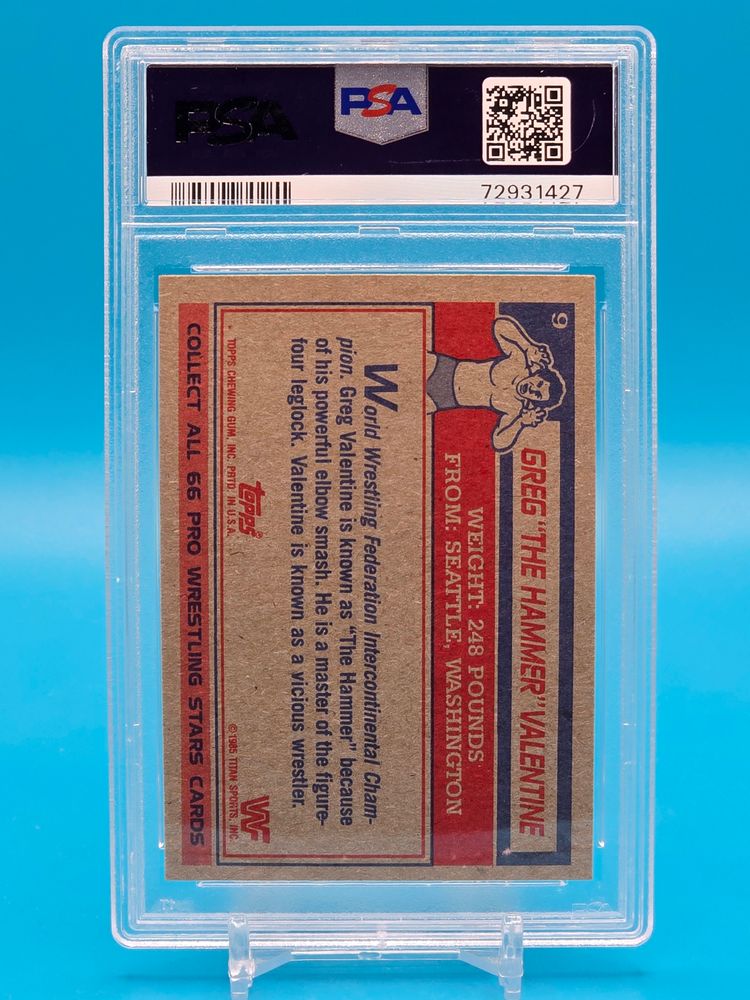 PSA
PSA
72931427
9
GREG "THE HAMMER" VALENTINE
WEIGHT: 248 POUNDS
FROM: SEATTLE, WASHINGTON
World Wrestling Federation Intercontinental Cham-
pion. Greg Valentine is known as "The Hammer" because
of his powerful elbow smash. He is a master of the figure-
four leglock. Valentine is known as a vicious wrestler.
topps®
W
* TOPPS CHEWING GUM, INC. PRTD. IN U.S.A.
©1985 TITAN SPORTS, INC.
COLLECT ALL 66 PRO WRESTLING STARS CARDS